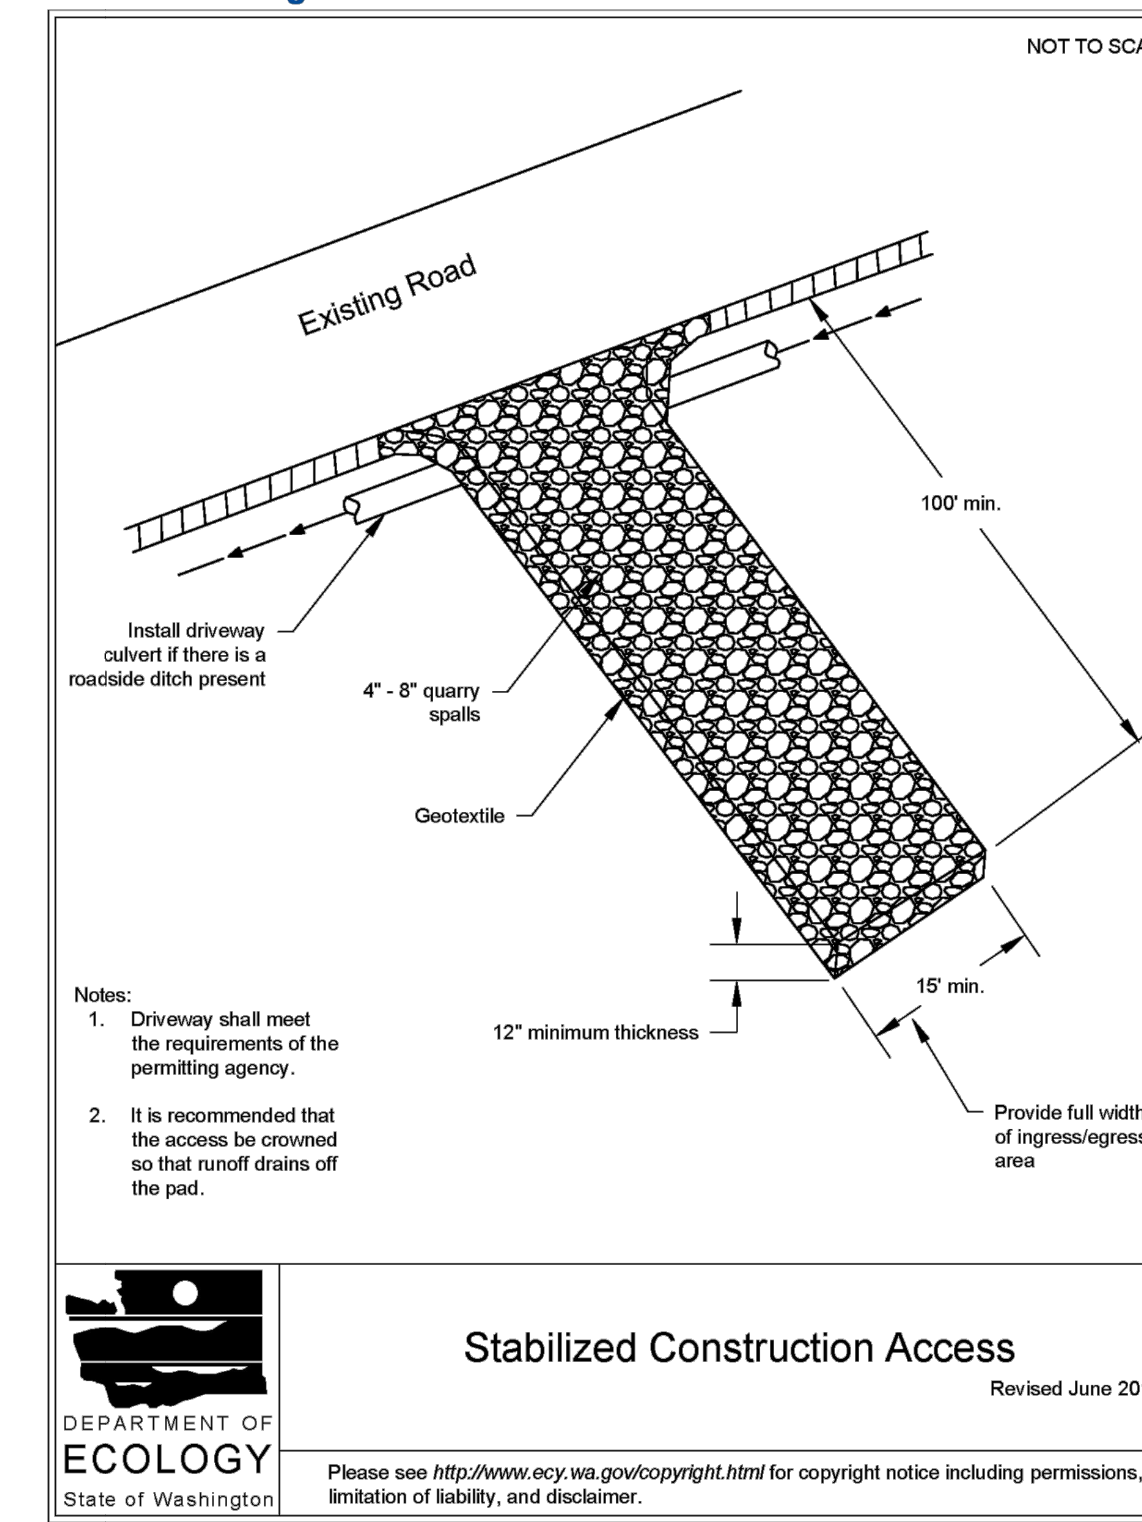 NOT TO SCA
Existing Road
100' min.
Install driveway
culvert if there is a
roadside ditch present
4" - 8" quarry
spalls
Geotextile
15' min.
12" minimum thickness
Provide full width
of ingress/egress
area
Notes:
1. Driveway shall meet
the requirements of the
permitting agency.
2. It is recommended that
the access be crowned
so that runoff drains off
the pad.
Stabilized Construction Access
Revised June 20
DEPARTMENT OF
ECOLOGY
State of Washington
Please see http://www.ecy.wa.gov/copyright.html for copyright notice including permissions,
limitation of liability, and disclaimer.